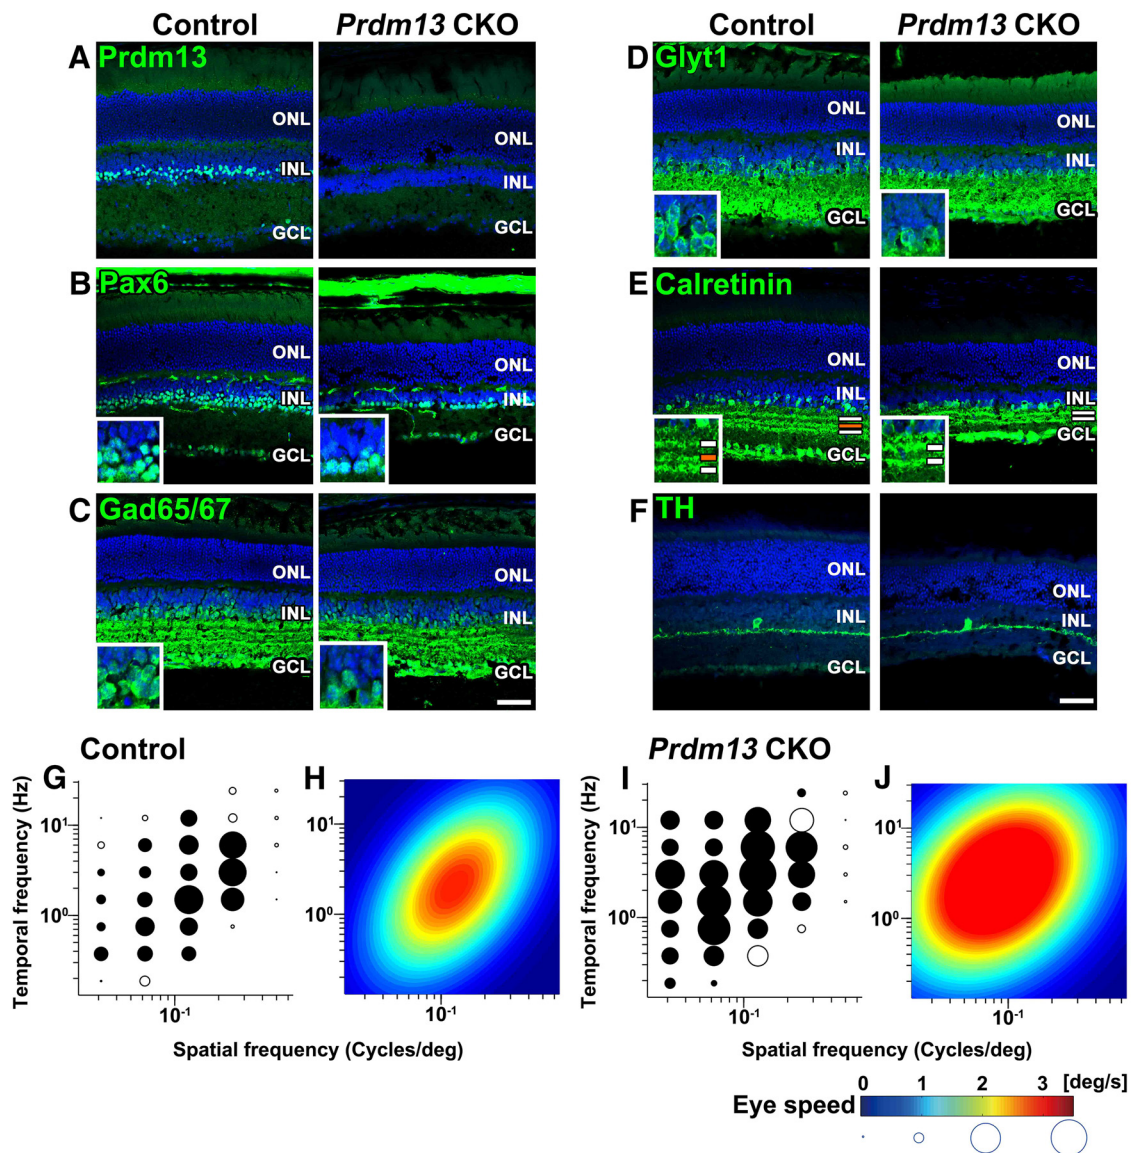 Control
Prdm13 CKO
Control
Prdm13 CKO
A
Prdm13
ONL
INL
GCL
ONL
INL
GCL
D
Glyt1
ONL
INL
GCL
ONL
INL
GCL
B
Pax6
ONL
INL
GCL
ONL
INL
GCL
E
Calretinin
ONL
INL
GCL
ONL
INL
GCL
C
Gad65/67
ONL
INL
GCL
ONL
INL
GCL
F
TH
ONL
INL
GCL
ONL
INL
GCL
Control
Prdm13 CKO
G
H
I
J
Temporal frequency (Hz)
10¹
10⁰
10-1
10¹
10⁰
10-1
Spatial frequency (Cycles/deg)
Temporal frequency (Hz)
10¹
10⁰
10-1
10¹
10⁰
10-1
Spatial frequency (Cycles/deg)
0 1 2 3 [deg/s]
Eye speed